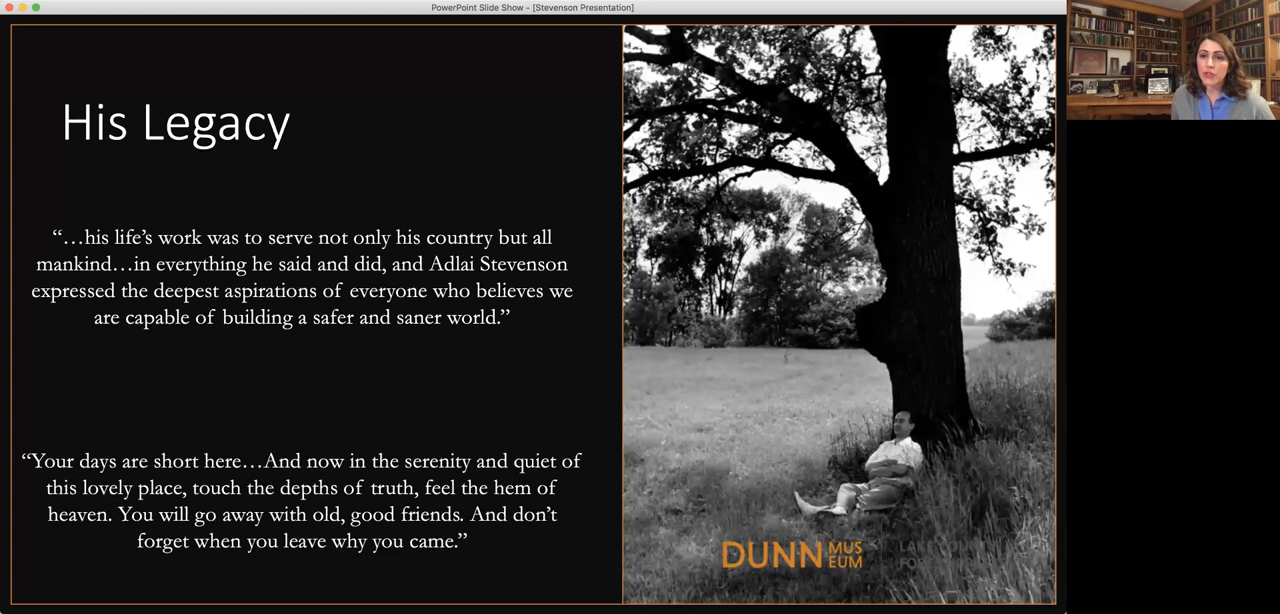 PowerPoint Slide Show - [Stevenson Presentation]
His Legacy
“…his life’s work was to serve not only his country but all
mankind…in everything he said and did, and Adlai Stevenson
expressed the deepest aspirations of everyone who believes we
are capable of building a safer and saner world.”
“Your days are short here…And now in the serenity and quiet of
this lovely place, touch the depths of truth, feel the hem of
heaven. You will go away with old, good friends. And don’t
forget when you leave why you came.”
DUNN MUS
EUM
LAKE COUNTY